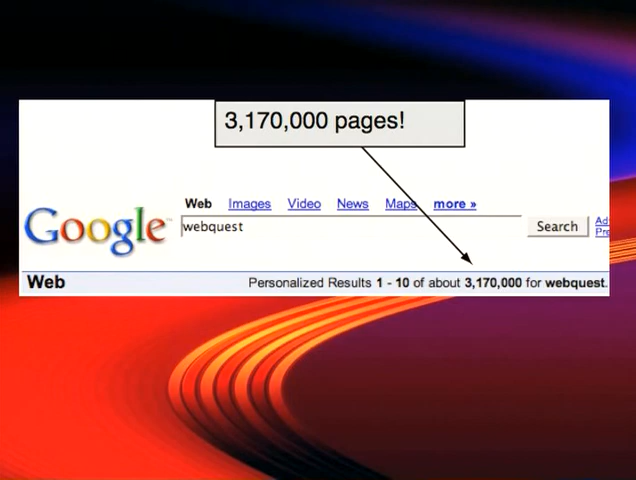 3,170,000 pages!
Web Images Video News Maps more »
Google™
webquest
Search
Web
Personalized Results 1 - 10 of about 3,170,000 for webquest.